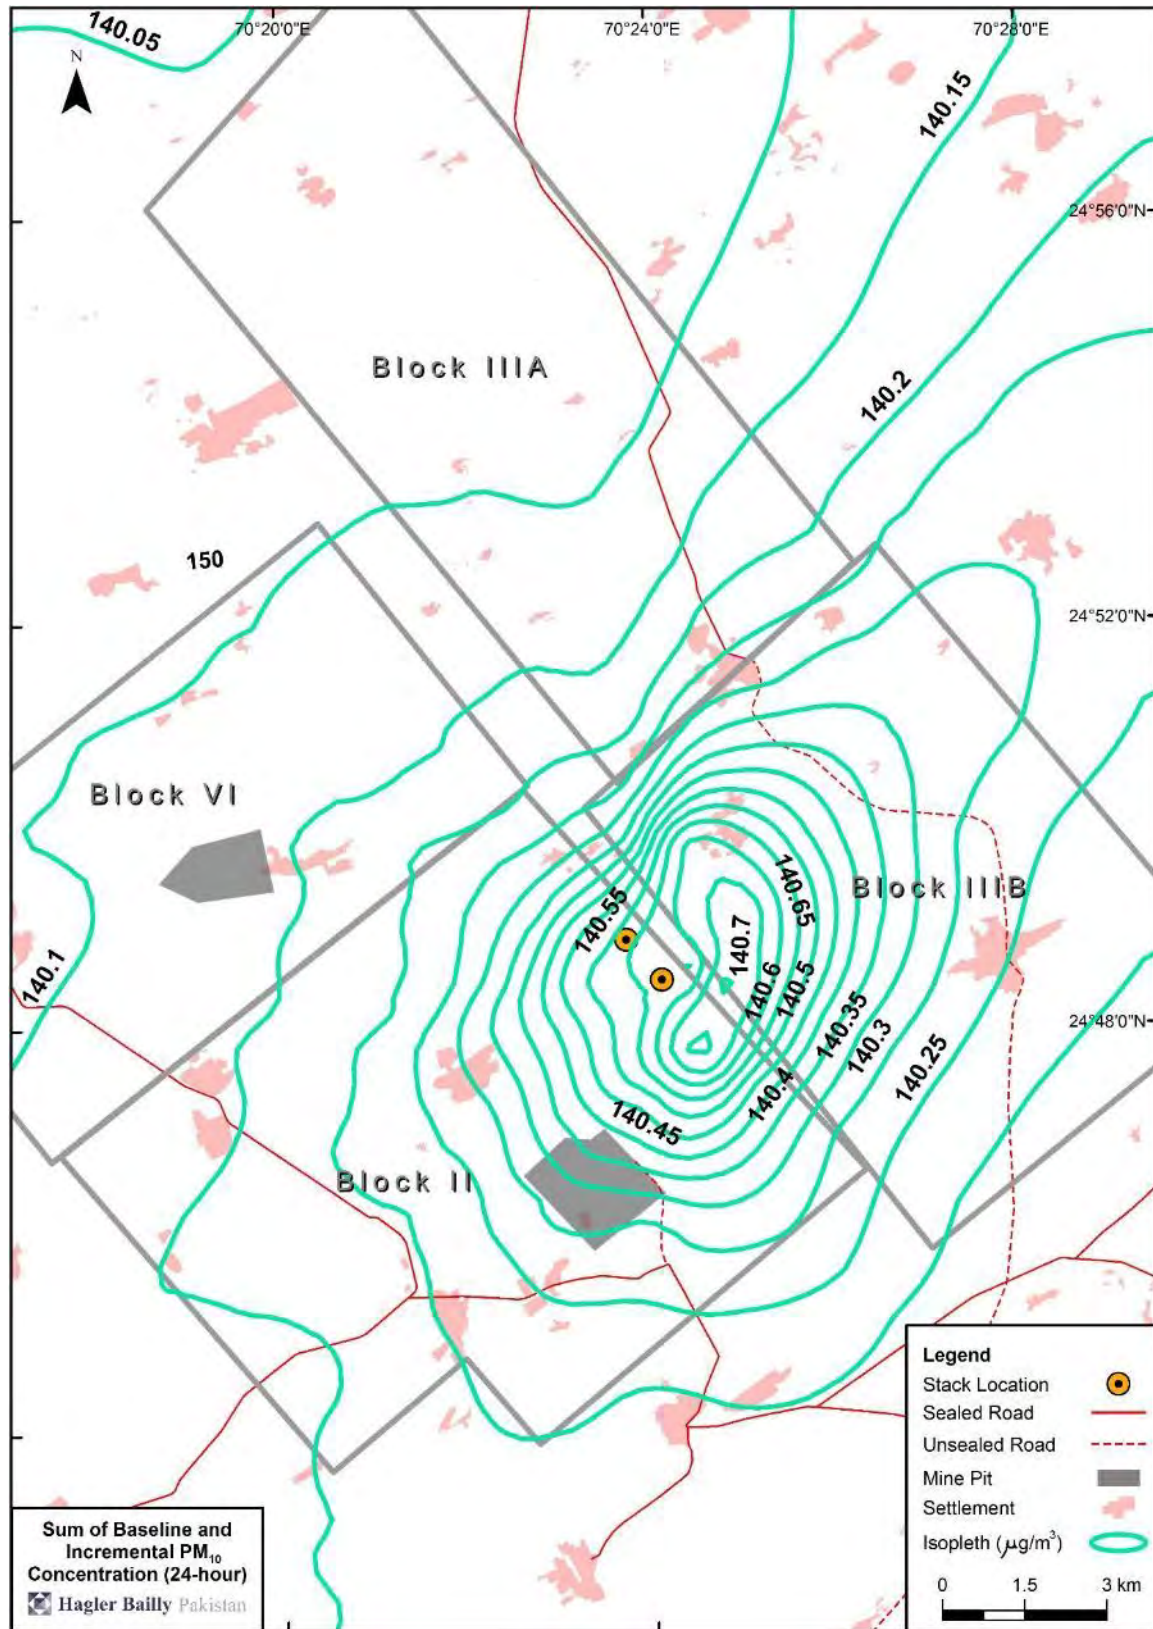 70°20'0"E
70°24'0"E
70°28'0"E
140.05
N
140.15
24°56'0"N
Block IIIA
140.2
150
24°52'0"N
Block VI
140.65
Block IIIB
140.55
140.7
140.1
140.6
140.5
24°48'0"N
140.35
140.3
140.25
140.4
140.45
Block II
Legend
Stack Location
Sealed Road
Unsealed Road
Mine Pit
Settlement
Isopleth (μg/m³)
0 1.5 3 km
Sum of Baseline and
Incremental PM₁₀
Concentration (24-hour)
Hagler Bailly Pakistan